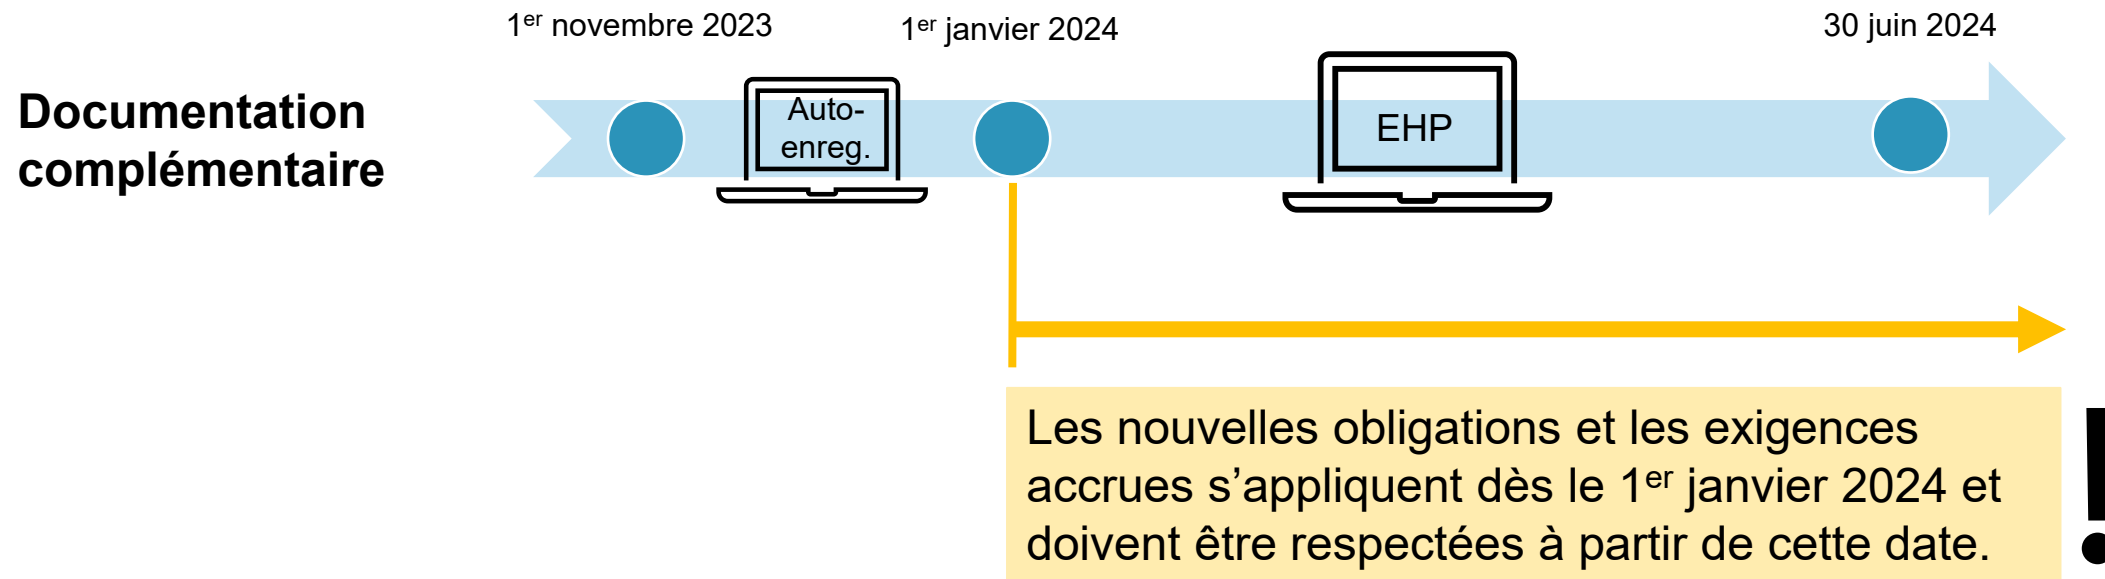 1er novembre 2023
1er janvier 2024
30 juin 2024
Documentation
complémentaire
Auto-
enreg.
EHP
Les nouvelles obligations et les exigences
accrues s’appliquent dès le 1er janvier 2024 et
doivent être respectées à partir de cette date.
!